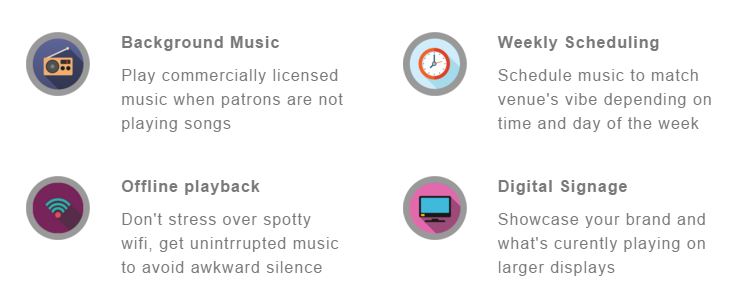 Background Music
Play commercially licensed
music when patrons are not
playing songs
Weekly Scheduling
Schedule music to match
venue's vibe depending on
time and day of the week
Offline playback
Don't stress over spotty
wifi, get unintrrupted music
to avoid awkward silence
Digital Signage
Showcase your brand and
what's curently playing on
larger displays